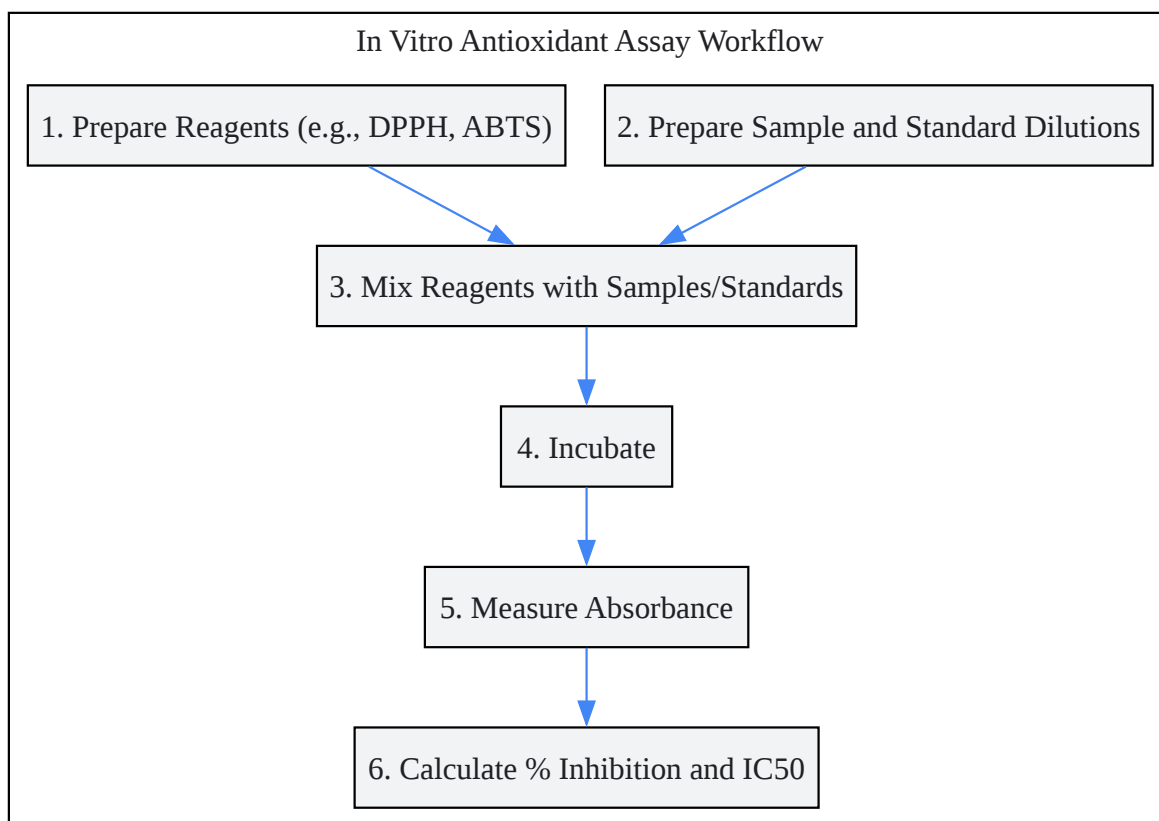 In Vitro Antioxidant Assay Workflow
1. Prepare Reagents (e.g., DPPH, ABTS)
2. Prepare Sample and Standard Dilutions
3. Mix Reagents with Samples/Standards
4. Incubate
5. Measure Absorbance
6. Calculate % Inhibition and IC50